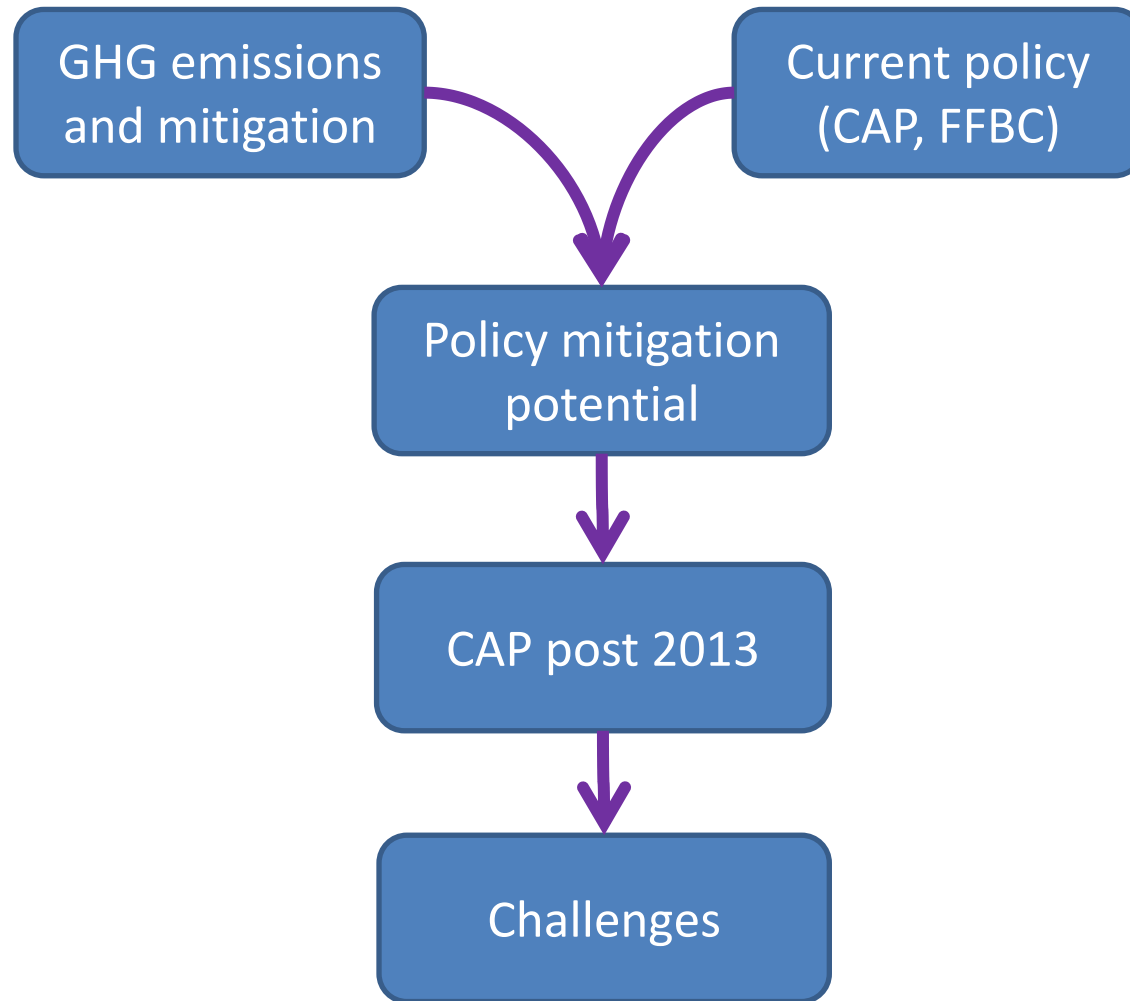 GHG emissions
and mitigation
Current policy
(CAP, FFBC)
Policy mitigation
potential
CAP post 2013
Challenges